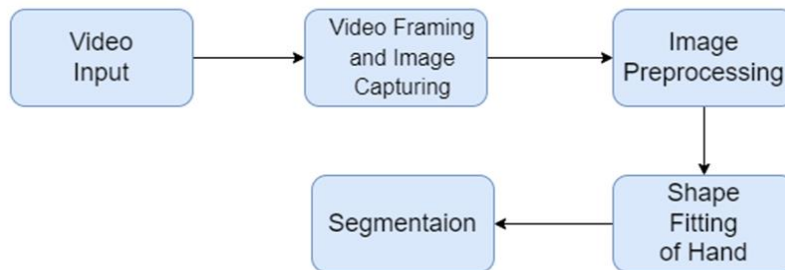 Video
Input
Video Framing
and Image
Capturing
Image
Preprocessing
Shape
Fitting
of Hand
Segmentaion